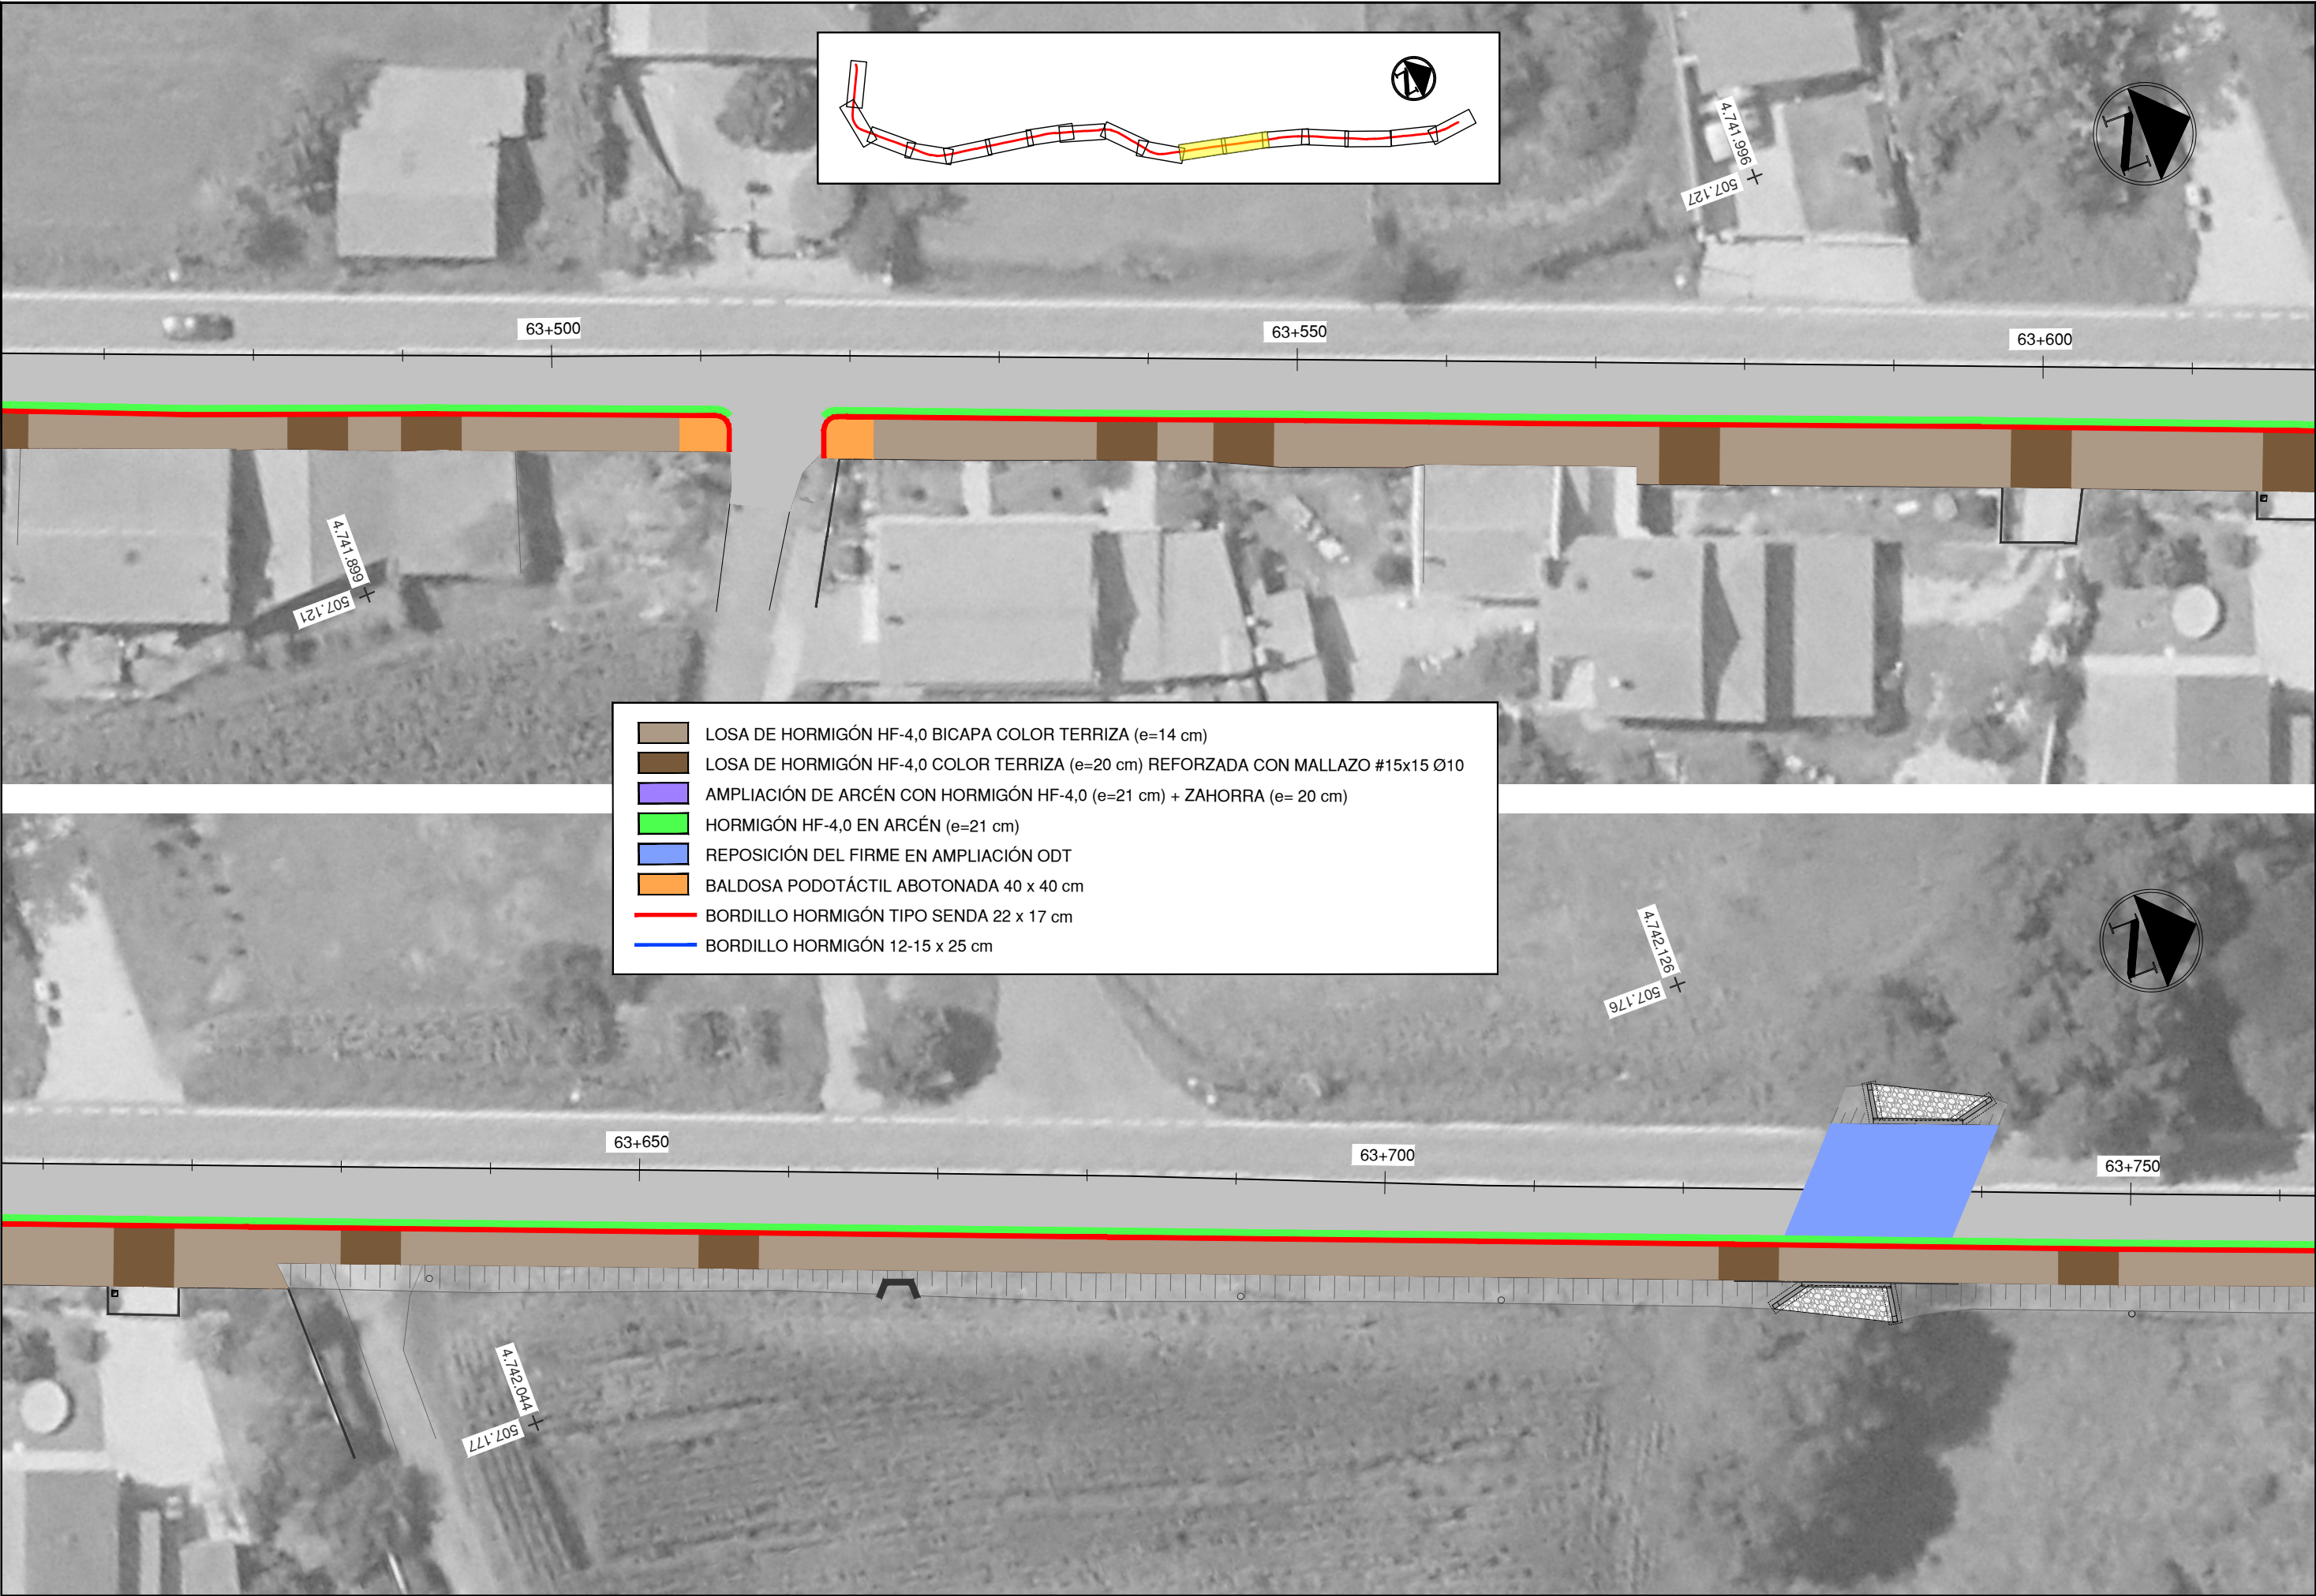 4.741.996
507.127
63+500
63+550
63+600
4.741.899
507.121
LOSA DE HORMIGÓN HF-4,0 BICAPA COLOR TERRIZA (e=14 cm)
LOSA DE HORMIGÓN HF-4,0 COLOR TERRIZA (e=20 cm) REFORZADA CON MALLAZO #15x15 Ø10
AMPLIACIÓN DE ARCÉN CON HORMIGÓN HF-4,0 (e=21 cm) + ZAHORRA (e= 20 cm)
HORMIGÓN HF-4,0 EN ARCÉN (e=21 cm)
REPOSICIÓN DEL FIRME EN AMPLIACIÓN ODT
BALDOSA PODOTÁCTIL ABOTONADA 40 x 40 cm
BORDILLO HORMIGÓN TIPO SENDA 22 x 17 cm
BORDILLO HORMIGÓN 12-15 x 25 cm
4.742.126
507.176
63+650
63+700
63+750
4.742.044
507.177